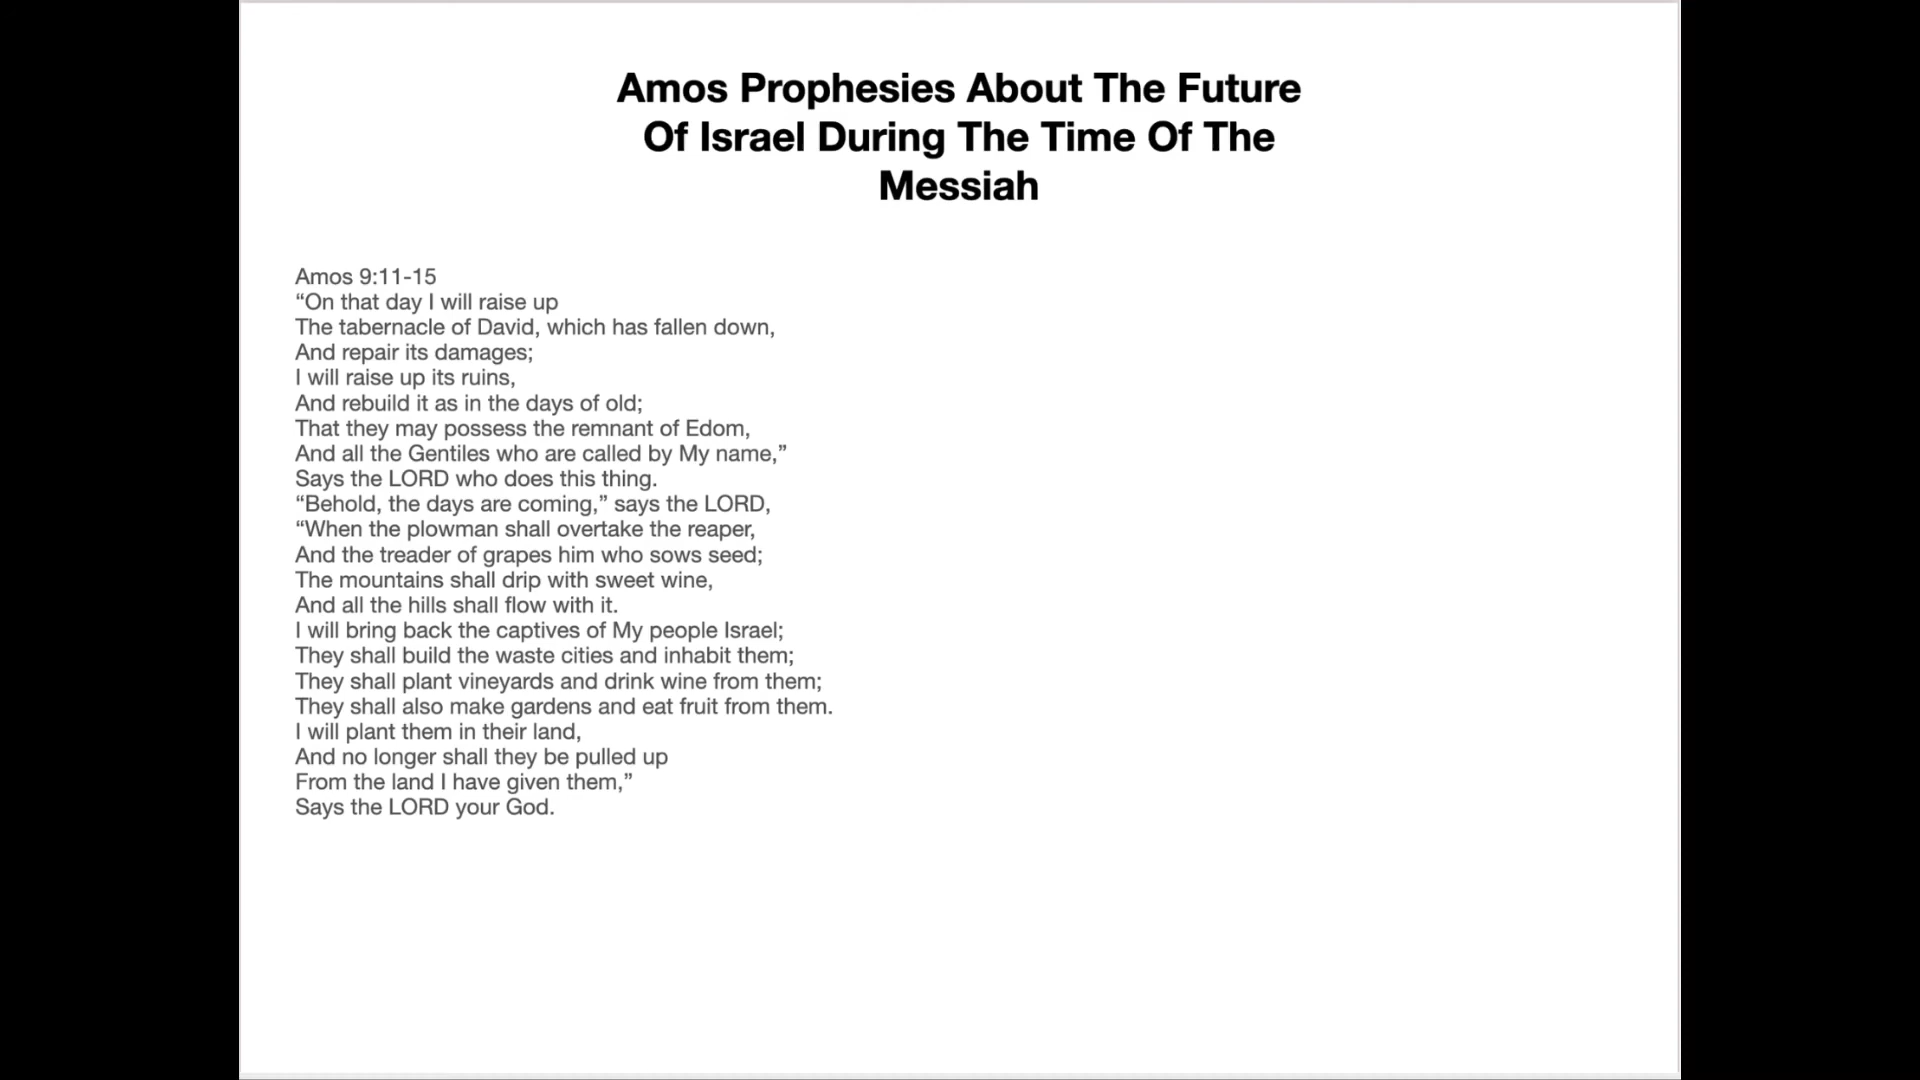 Amos Prophesies About The Future
Of Israel During The Time Of The
Messiah
Amos 9:11-15
“On that day I will raise up
The tabernacle of David, which has fallen down,
And repair its damages;
I will raise up its ruins,
And rebuild it as in the days of old;
That they may possess the remnant of Edom,
And all the Gentiles who are called by My name,”
Says the LORD who does this thing.
“Behold, the days are coming,” says the LORD,
“When the plowman shall overtake the reaper,
And the treader of grapes him who sows seed;
The mountains shall drip with sweet wine,
And all the hills shall flow with it.
I will bring back the captives of My people Israel;
They shall build the waste cities and inhabit them;
They shall plant vineyards and drink wine from them;
They shall also make gardens and eat fruit from them.
I will plant them in their land,
And no longer shall they be pulled up
From the land I have given them,”
Says the LORD your God.